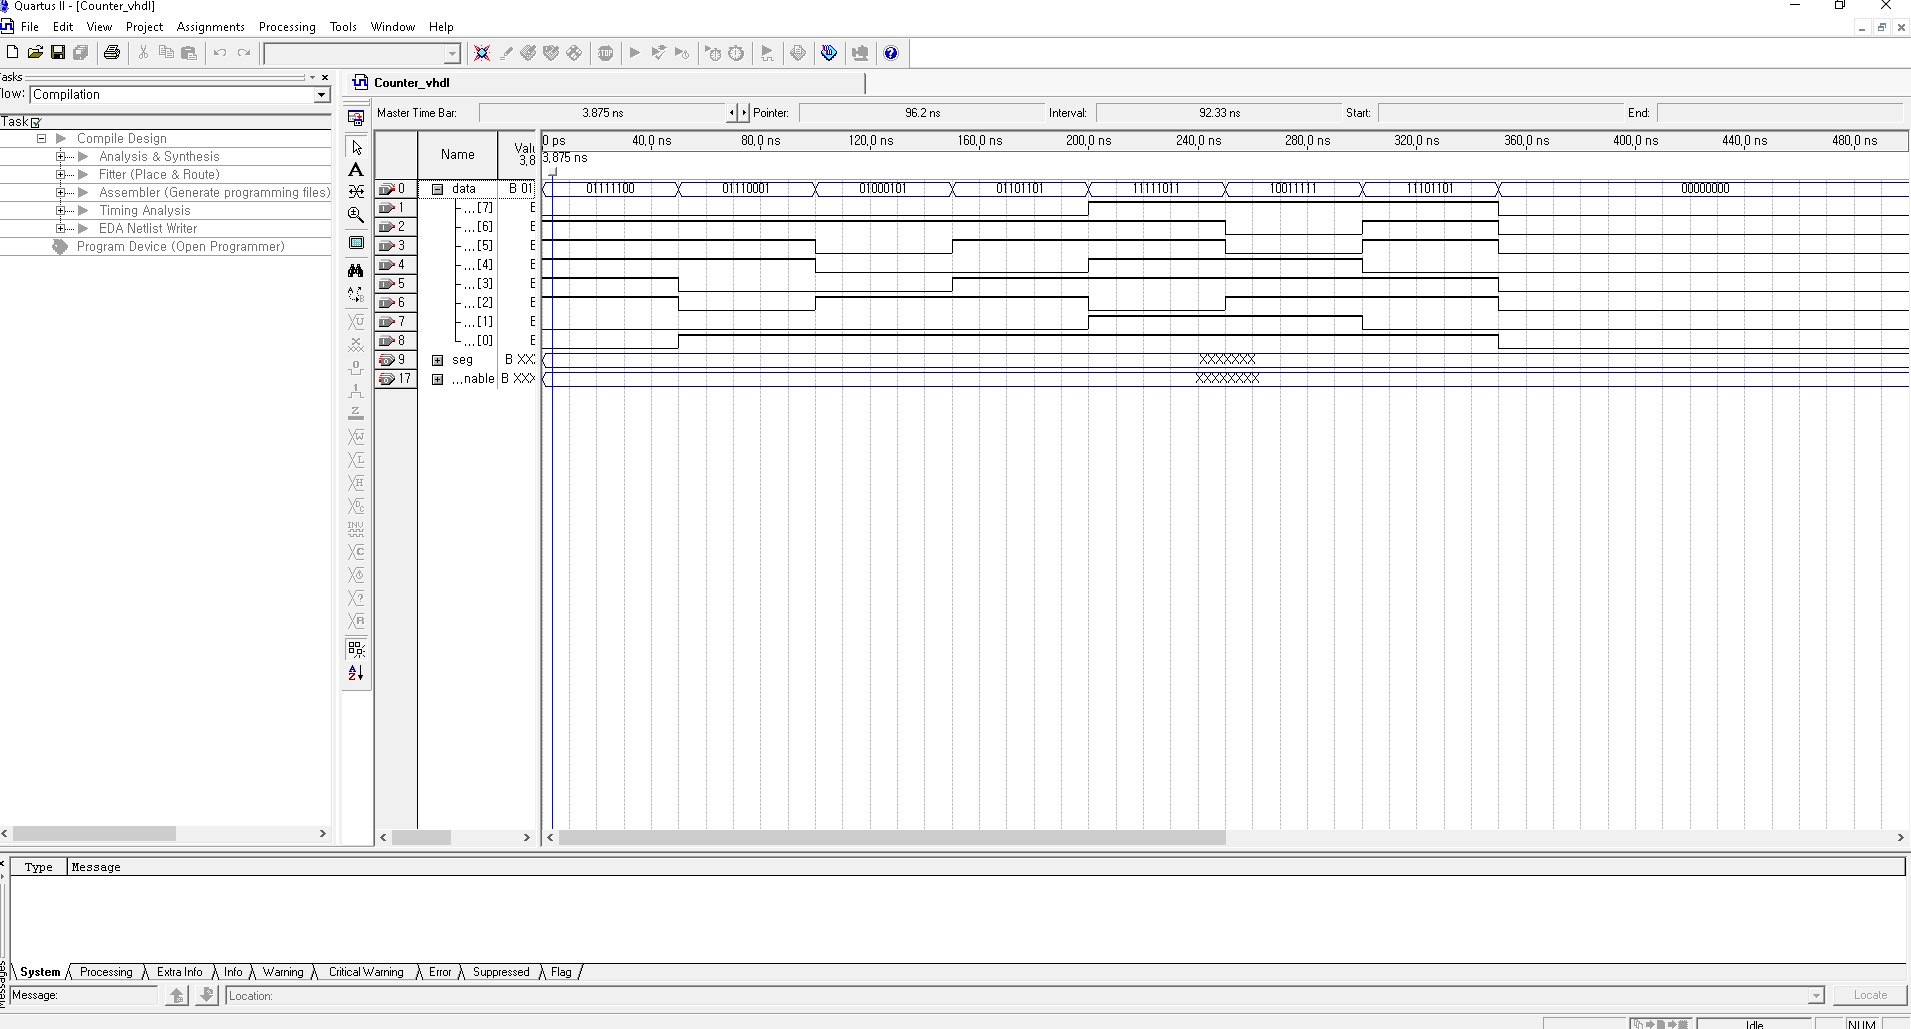 Quartus II - [Counter_vhdl]
File Edit View Project Assignments Processing Tools Window Help
Tasks
Flow: Compilation
Task
Compile Design
Analysis & Synthesis
Fitter (Place & Route)
Assembler (Generate programming files)
Timing Analysis
EDA Netlist Writer
Program Device (Open Programmer)
Counter_vhdl
Master Time Bar: 3.875 ns Pointer: 96.2 ns Interval: 92.33 ns Start: End:
Name Valu 3.8
0 ps 40,0 ns 80,0 ns 120,0 ns 160,0 ns 200,0 ns 240,0 ns 280,0 ns 320,0 ns 360,0 ns 400,0 ns 440,0 ns 480,0 ns
3,875 ns
0 data B 01 01111100 01110001 01000101 01101101 11111011 10011111 11101101 00000000
1 ...[7] B
2 ...[6] B
3 ...[5] B
4 ...[4] B
5 ...[3] B
6 ...[2] B
7 ...[1] B
8 ...[0] B
9 seg B XX XXXXXXX
17 ...nable B XXX XXXXXXXX
Type Message
System Processing Extra Info Info Warning Critical Warning Error Suppressed Flag
Messages
Message: Location: Locate
Idle NUM